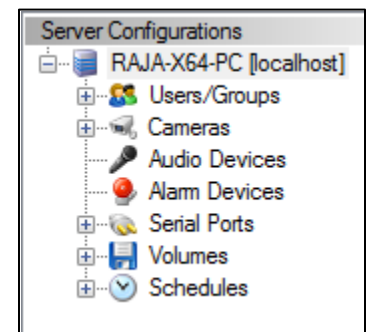 Server Configurations
RAJA-X64-PC [localhost]
Users/Groups
Cameras
Audio Devices
Alarm Devices
Serial Ports
Volumes
Schedules